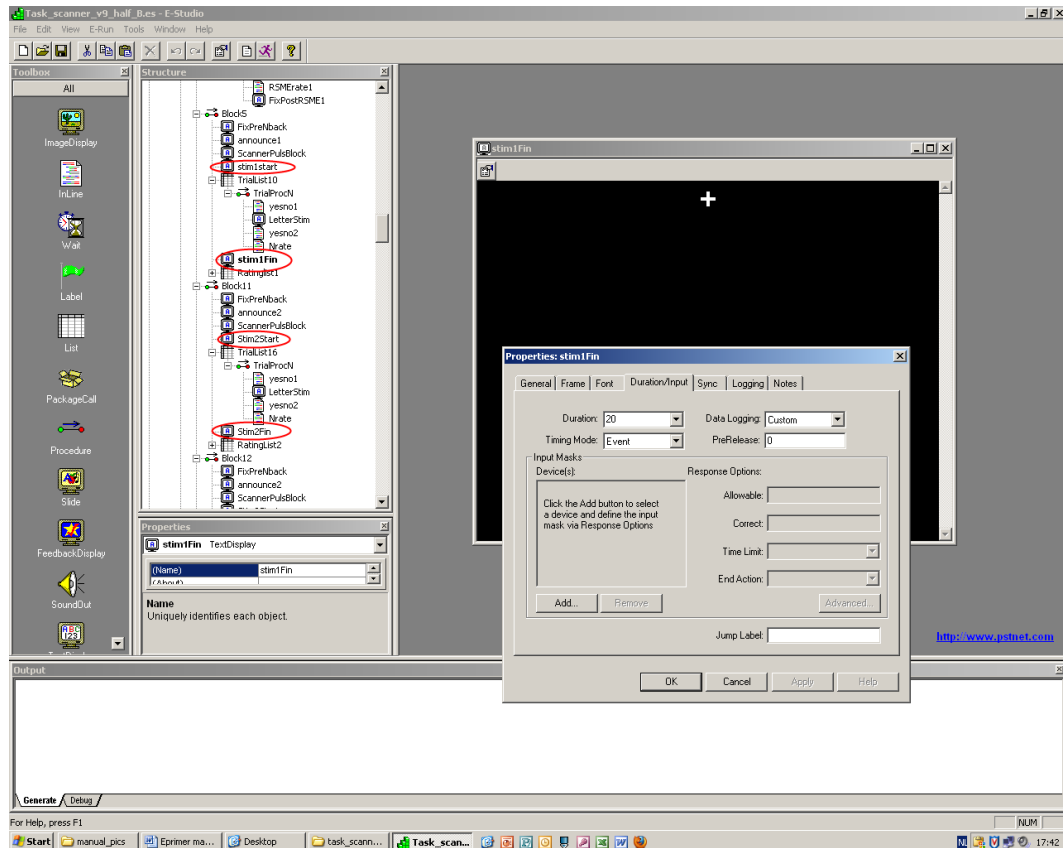 Task_scanner_v9_half_B.es - E-Studio
File Edit View E-Run Tools Window Help
Toolbox
All
ImageDisplay
InLine
Wait
Label
List
PackageCall
Procedure
Slide
FeedbackDisplay
SoundOut
Structure
RSMErate1
FixPostRSME1
Block5
FixPreNback
announce1
ScannerPulsBlock
stim1start
TrialList10
TrialProcN
yesno1
LetterStim
yesno2
Nrate
stim1Fin
Ratinglist1
Block11
FixPreNback
announce2
ScannerPulsBlock
Stim2Start
TrialList16
TrialProcN
yesno1
LetterStim
yesno2
Nrate
Stim2Fin
RatingList2
Block12
FixPreNback
announce2
ScannerPulsBlock
Properties
stim1Fin TextDisplay
(Name) stim1Fin
(About)
Name
Uniquely identifies each object.
stim1Fin
+
Properties: stim1Fin
General Frame Font Duration/Input Sync Logging Notes
Duration: 20 Data Logging: Custom
Timing Mode: Event PreRelease: 0
Input Masks
Device(s): Response Options:
Click the Add button to select
a device and define the input
mask via Response Options
Allowable:
Correct:
Time Limit:
End Action:
Add... Remove Advanced...
Jump Label:
OK Cancel Apply Help
http://www.pstnet.com
Output
Generate Debug
For Help, press F1 NUM
Start manual_pics Eprimer ma... Desktop task_scann... Task_scan... 17:42